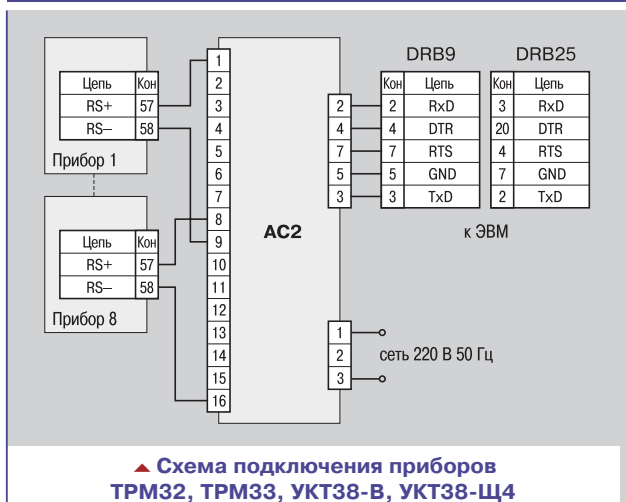 Цепь Кон
RS+ 57
RS– 58
Прибор 1
Цепь Кон
RS+ 57
RS– 58
Прибор 8
1
2
3
4
5
6
7
8
9
10
11
12
13
14
15
16
АС2
2
4
7
5
3
DRB9
Кон Цепь
2 RxD
4 DTR
7 RTS
5 GND
3 TxD
DRB25
Кон Цепь
3 RxD
20 DTR
4 RTS
7 GND
2 TxD
к ЭВМ
1
2
3
сеть 220 В 50 Гц
Схема подключения приборов
ТРМ32, ТРМ33, УКТ38-В, УКТ38-Щ4